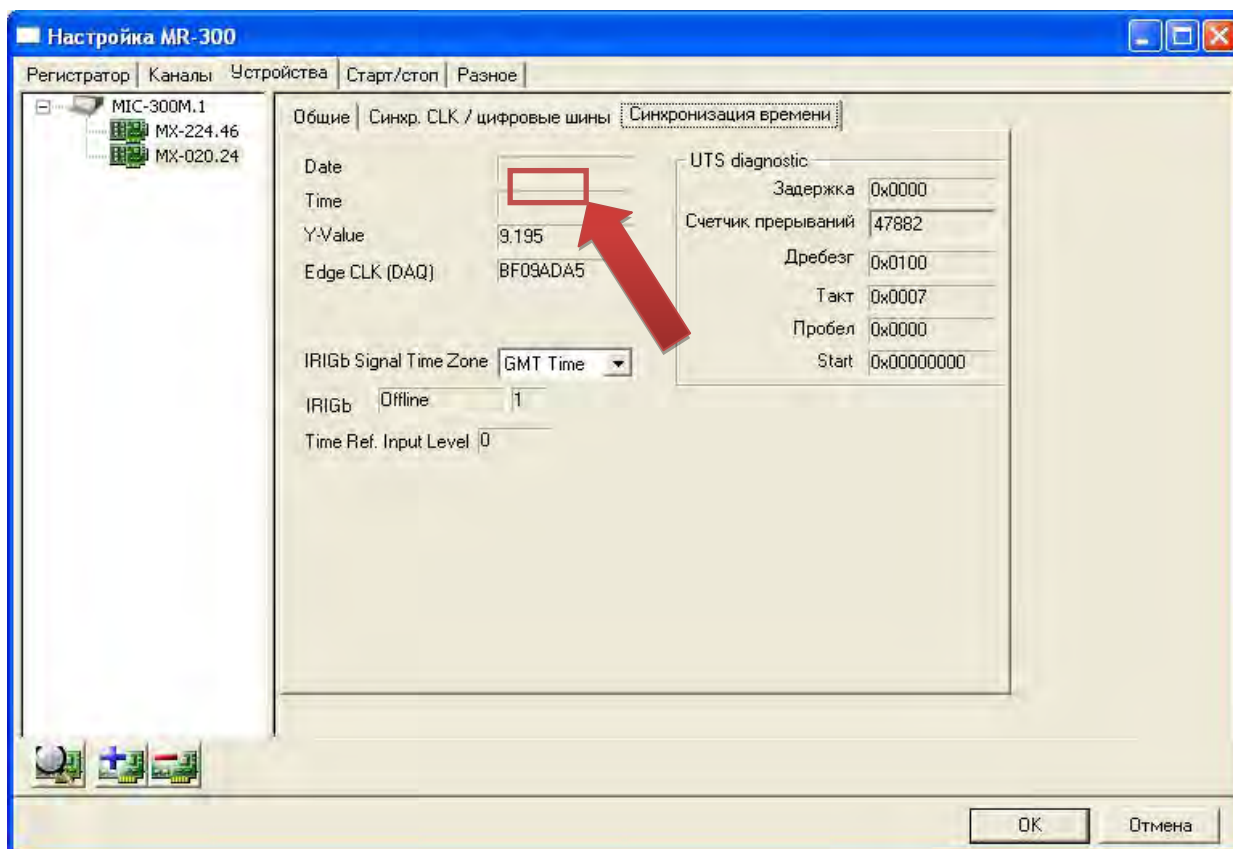 Настройка MR-300
Регистратор Каналы Устройства Старт/стоп Разное
MIC-300M.1
MX-224.46
MX-020.24
Общие Синхр. CLK / цифровые шины Синхронизация времени
Date
Time
Y-Value 9.195
Edge CLK (DAQ) BF09ADA5
IRIGb Signal Time Zone GMT Time
IRIGb Offline 1
Time Ref. Input Level 0
UTS diagnostic
Задержка 0x0000
Счетчик прерываний 47882
Дребезг 0x0100
Такт 0x0007
Пробел 0x0000
Start 0x00000000
OK Отмена